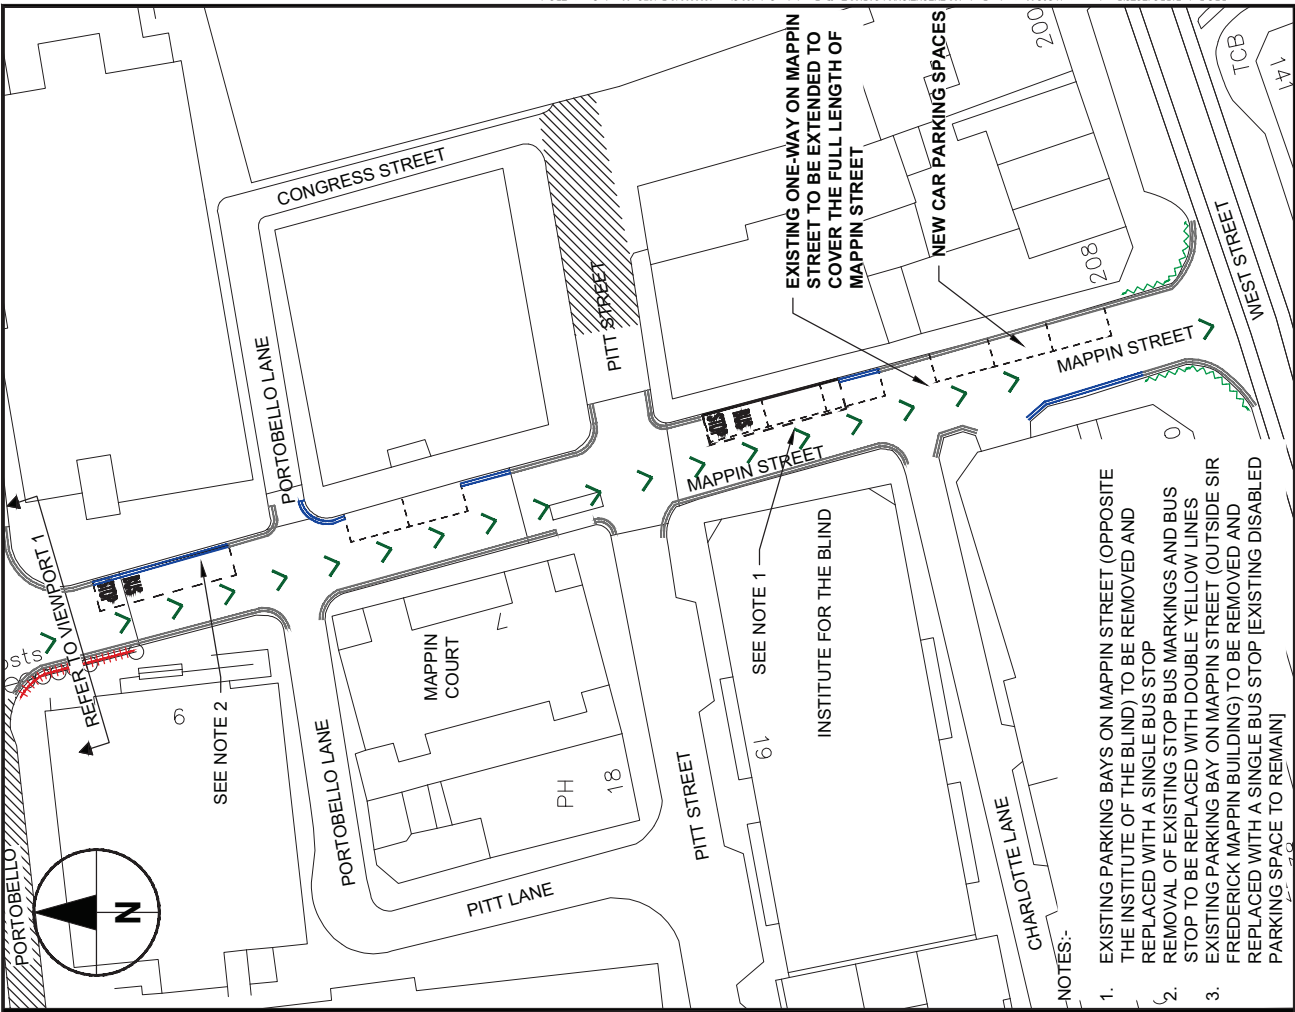 PORTOBELLO
N
REFER TO VIEWPORT 1
osts
6
SEE NOTE 2
BUS
STOP
PORTOBELLO LANE
CONGRESS STREET
PORTOBELLO LANE
MAPPIN
COURT
7
PH
18
PITT LANE
PITT STREET
PITT STREET
MAPPIN STREET
BUS
STOP
SEE NOTE 1
INSTITUTE FOR THE BLIND
19
CHARLOTTE LANE
EXISTING ONE-WAY ON MAPPIN
STREET TO BE EXTENDED TO
COVER THE FULL LENGTH OF
MAPPIN STREET
NEW CAR PARKING SPACES
200
208
MAPPIN STREET
WEST STREET
TCB
141
NOTES:-
1. EXISTING PARKING BAYS ON MAPPIN STREET (OPPOSITE
THE INSTITUTE OF THE BLIND) TO BE REMOVED AND
REPLACED WITH A SINGLE BUS STOP
2. REMOVAL OF EXISTING STOP BUS MARKINGS AND BUS
STOP TO BE REPLACED WITH DOUBLE YELLOW LINES
3. EXISTING PARKING BAY ON MAPPIN STREET (OUTSIDE SIR
FREDERICK MAPPIN BUILDING) TO BE REMOVED AND
REPLACED WITH A SINGLE BUS STOP [EXISTING DISABLED
PARKING SPACE TO REMAIN]